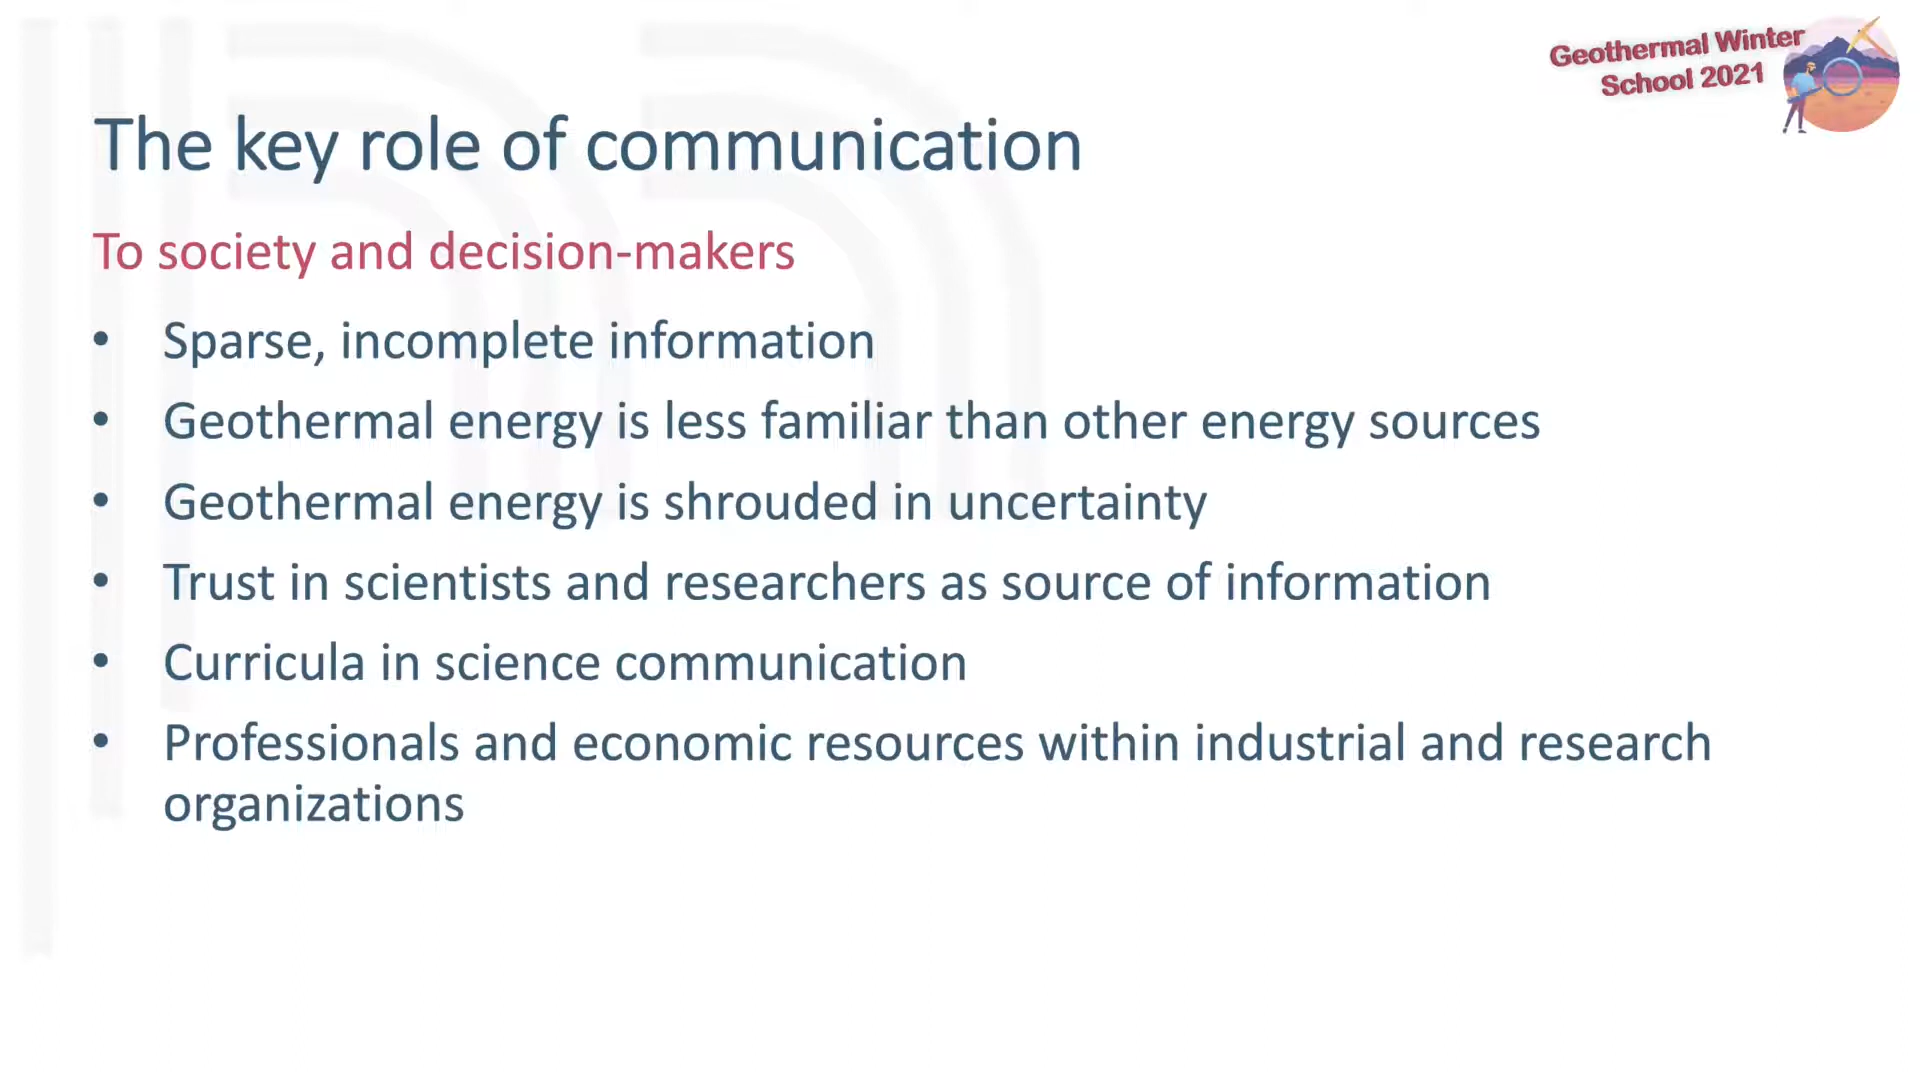 Geothermal Winter
School 2021
The key role of communication
To society and decision-makers
• Sparse, incomplete information
• Geothermal energy is less familiar than other energy sources
• Geothermal energy is shrouded in uncertainty
• Trust in scientists and researchers as source of information
• Curricula in science communication
• Professionals and economic resources within industrial and research
organizations